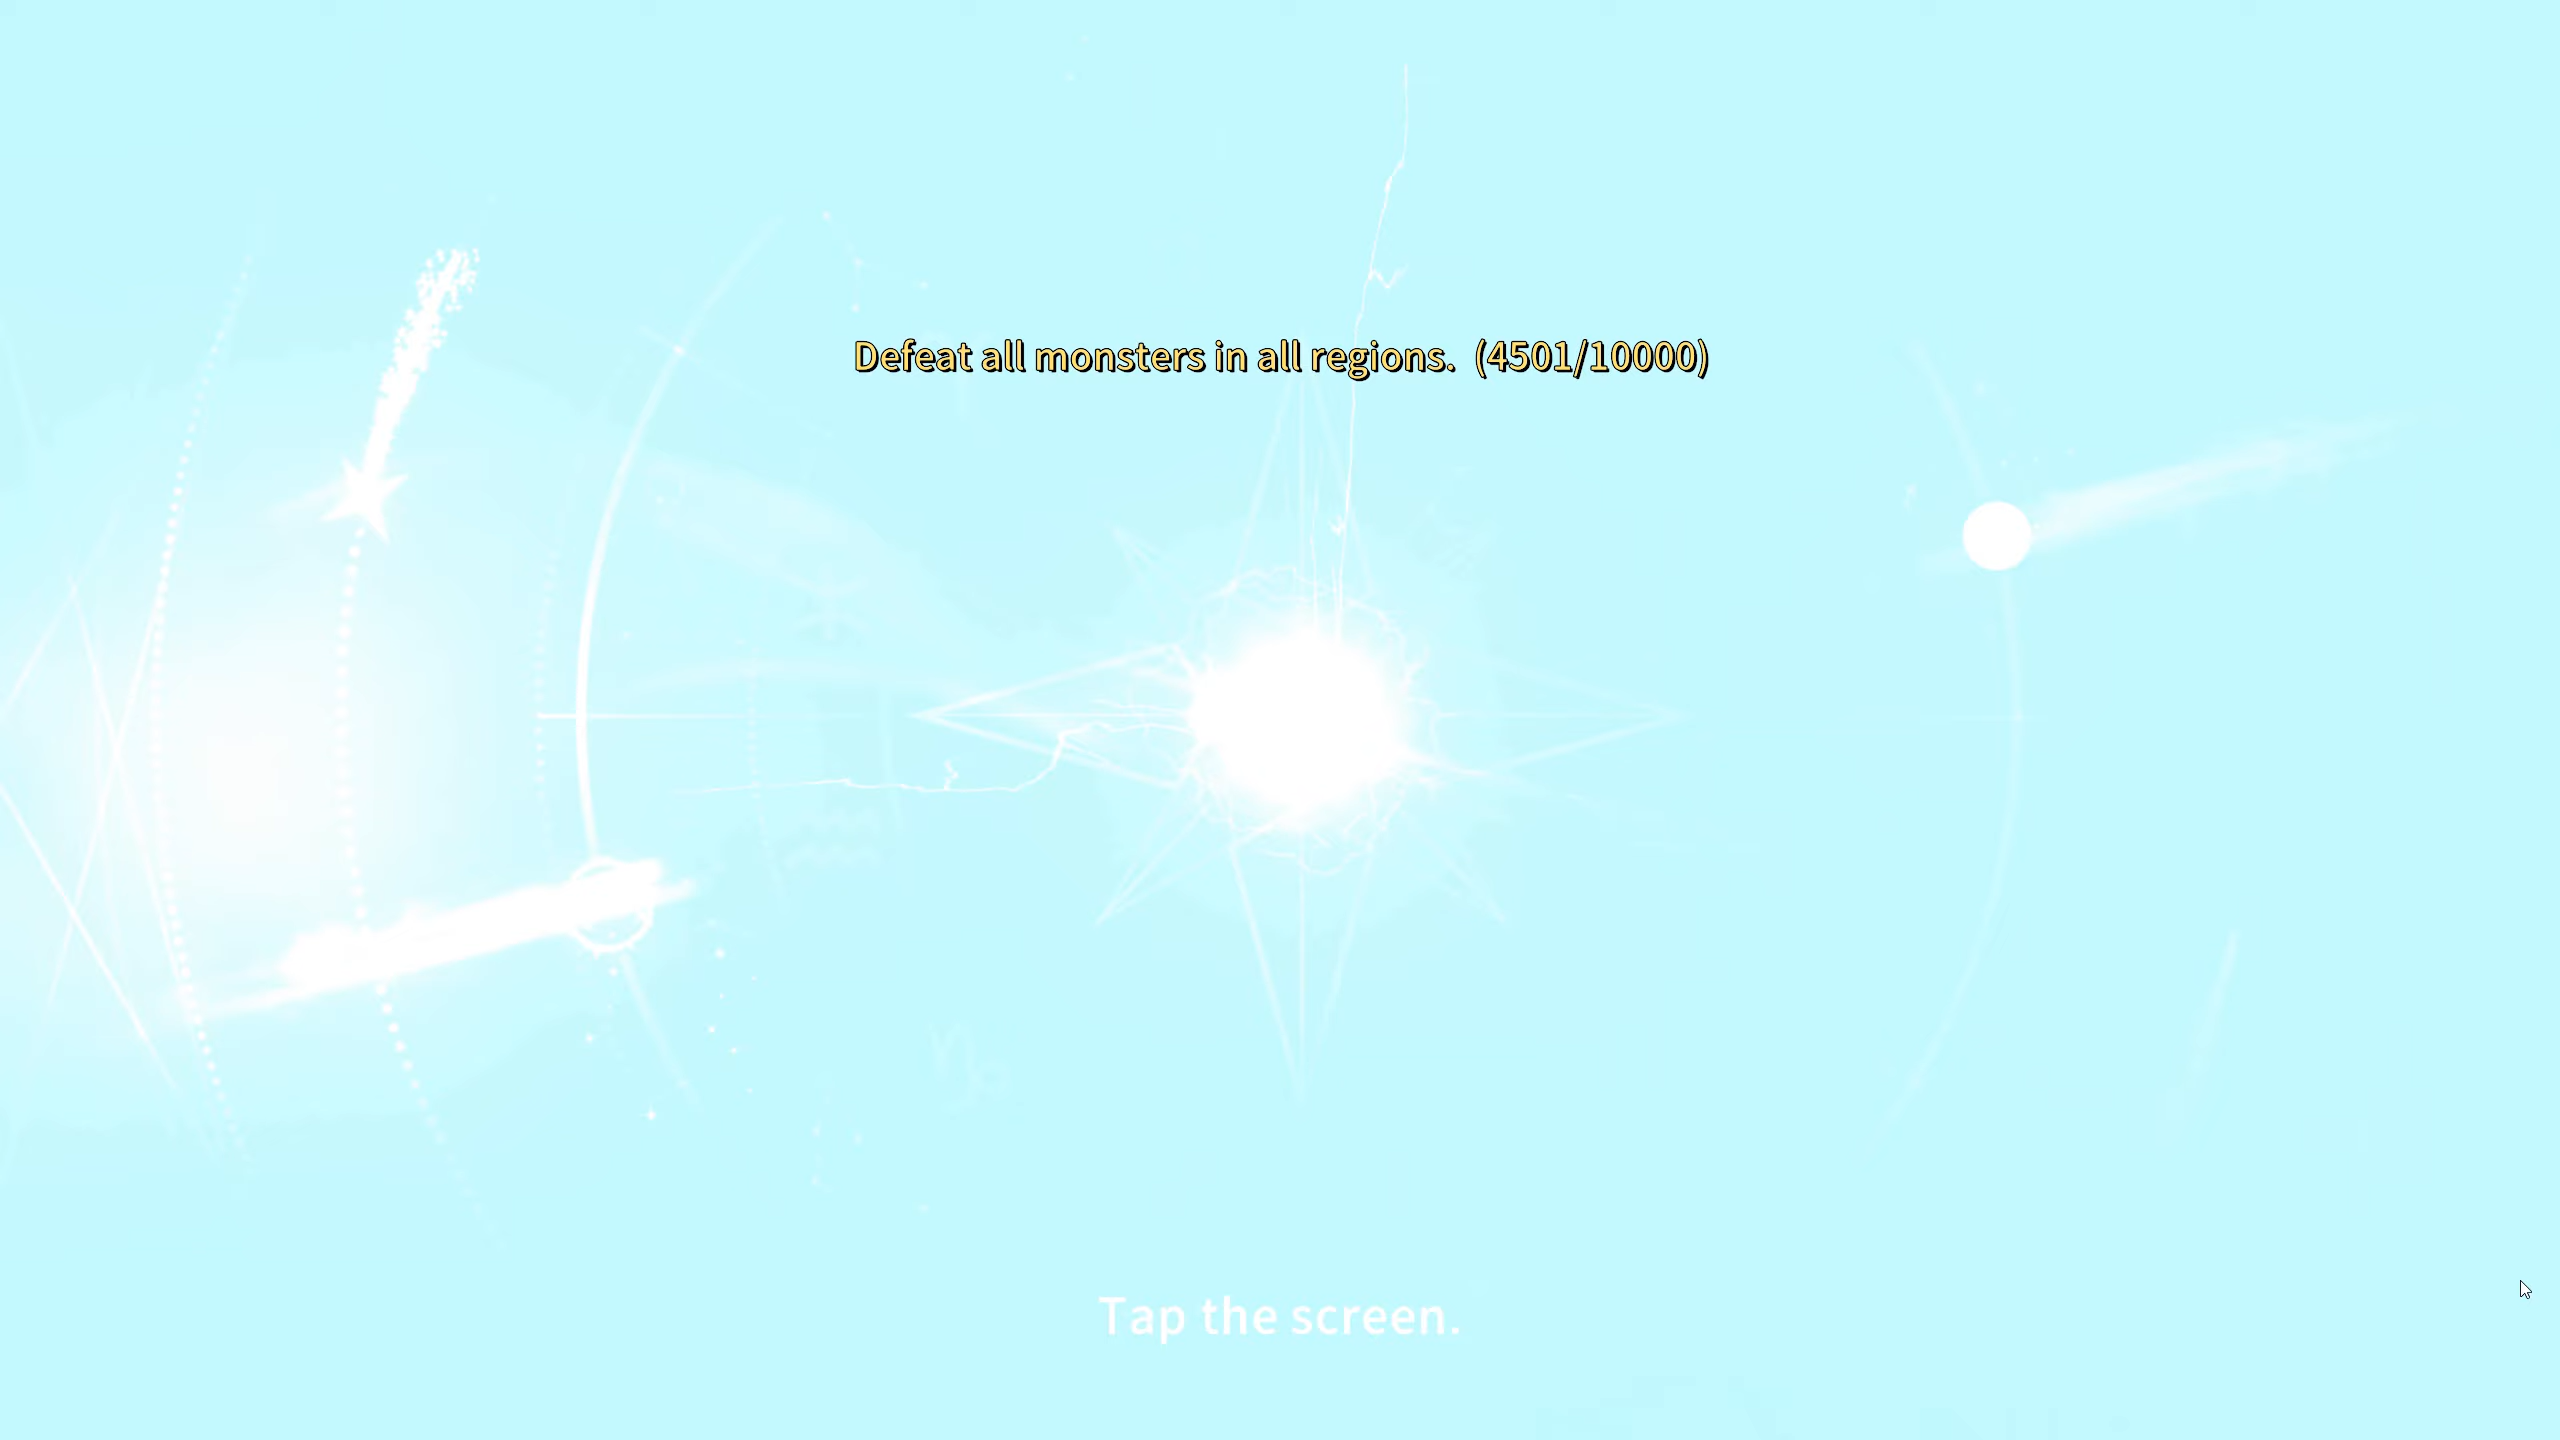 Defeat all monsters in all regions. (4501/10000)
Tap the screen.